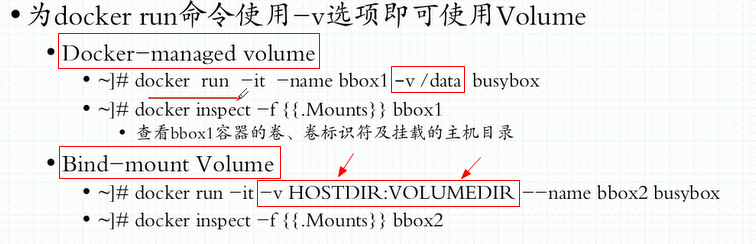 • 为docker run命令使用-v选项即可使用Volume
• Docker-managed volume
• ~]# docker run -it -name bbox1 -v /data busybox
• ~]# docker inspect -f {{.Mounts}} bbox1
• 查看bbox1容器的卷、卷标识符及挂载的主机目录
• Bind-mount Volume
• ~]# docker run -it -v HOSTDIR:VOLUMEDIR --name bbox2 busybox
• ~]# docker inspect -f {{.Mounts}} bbox2